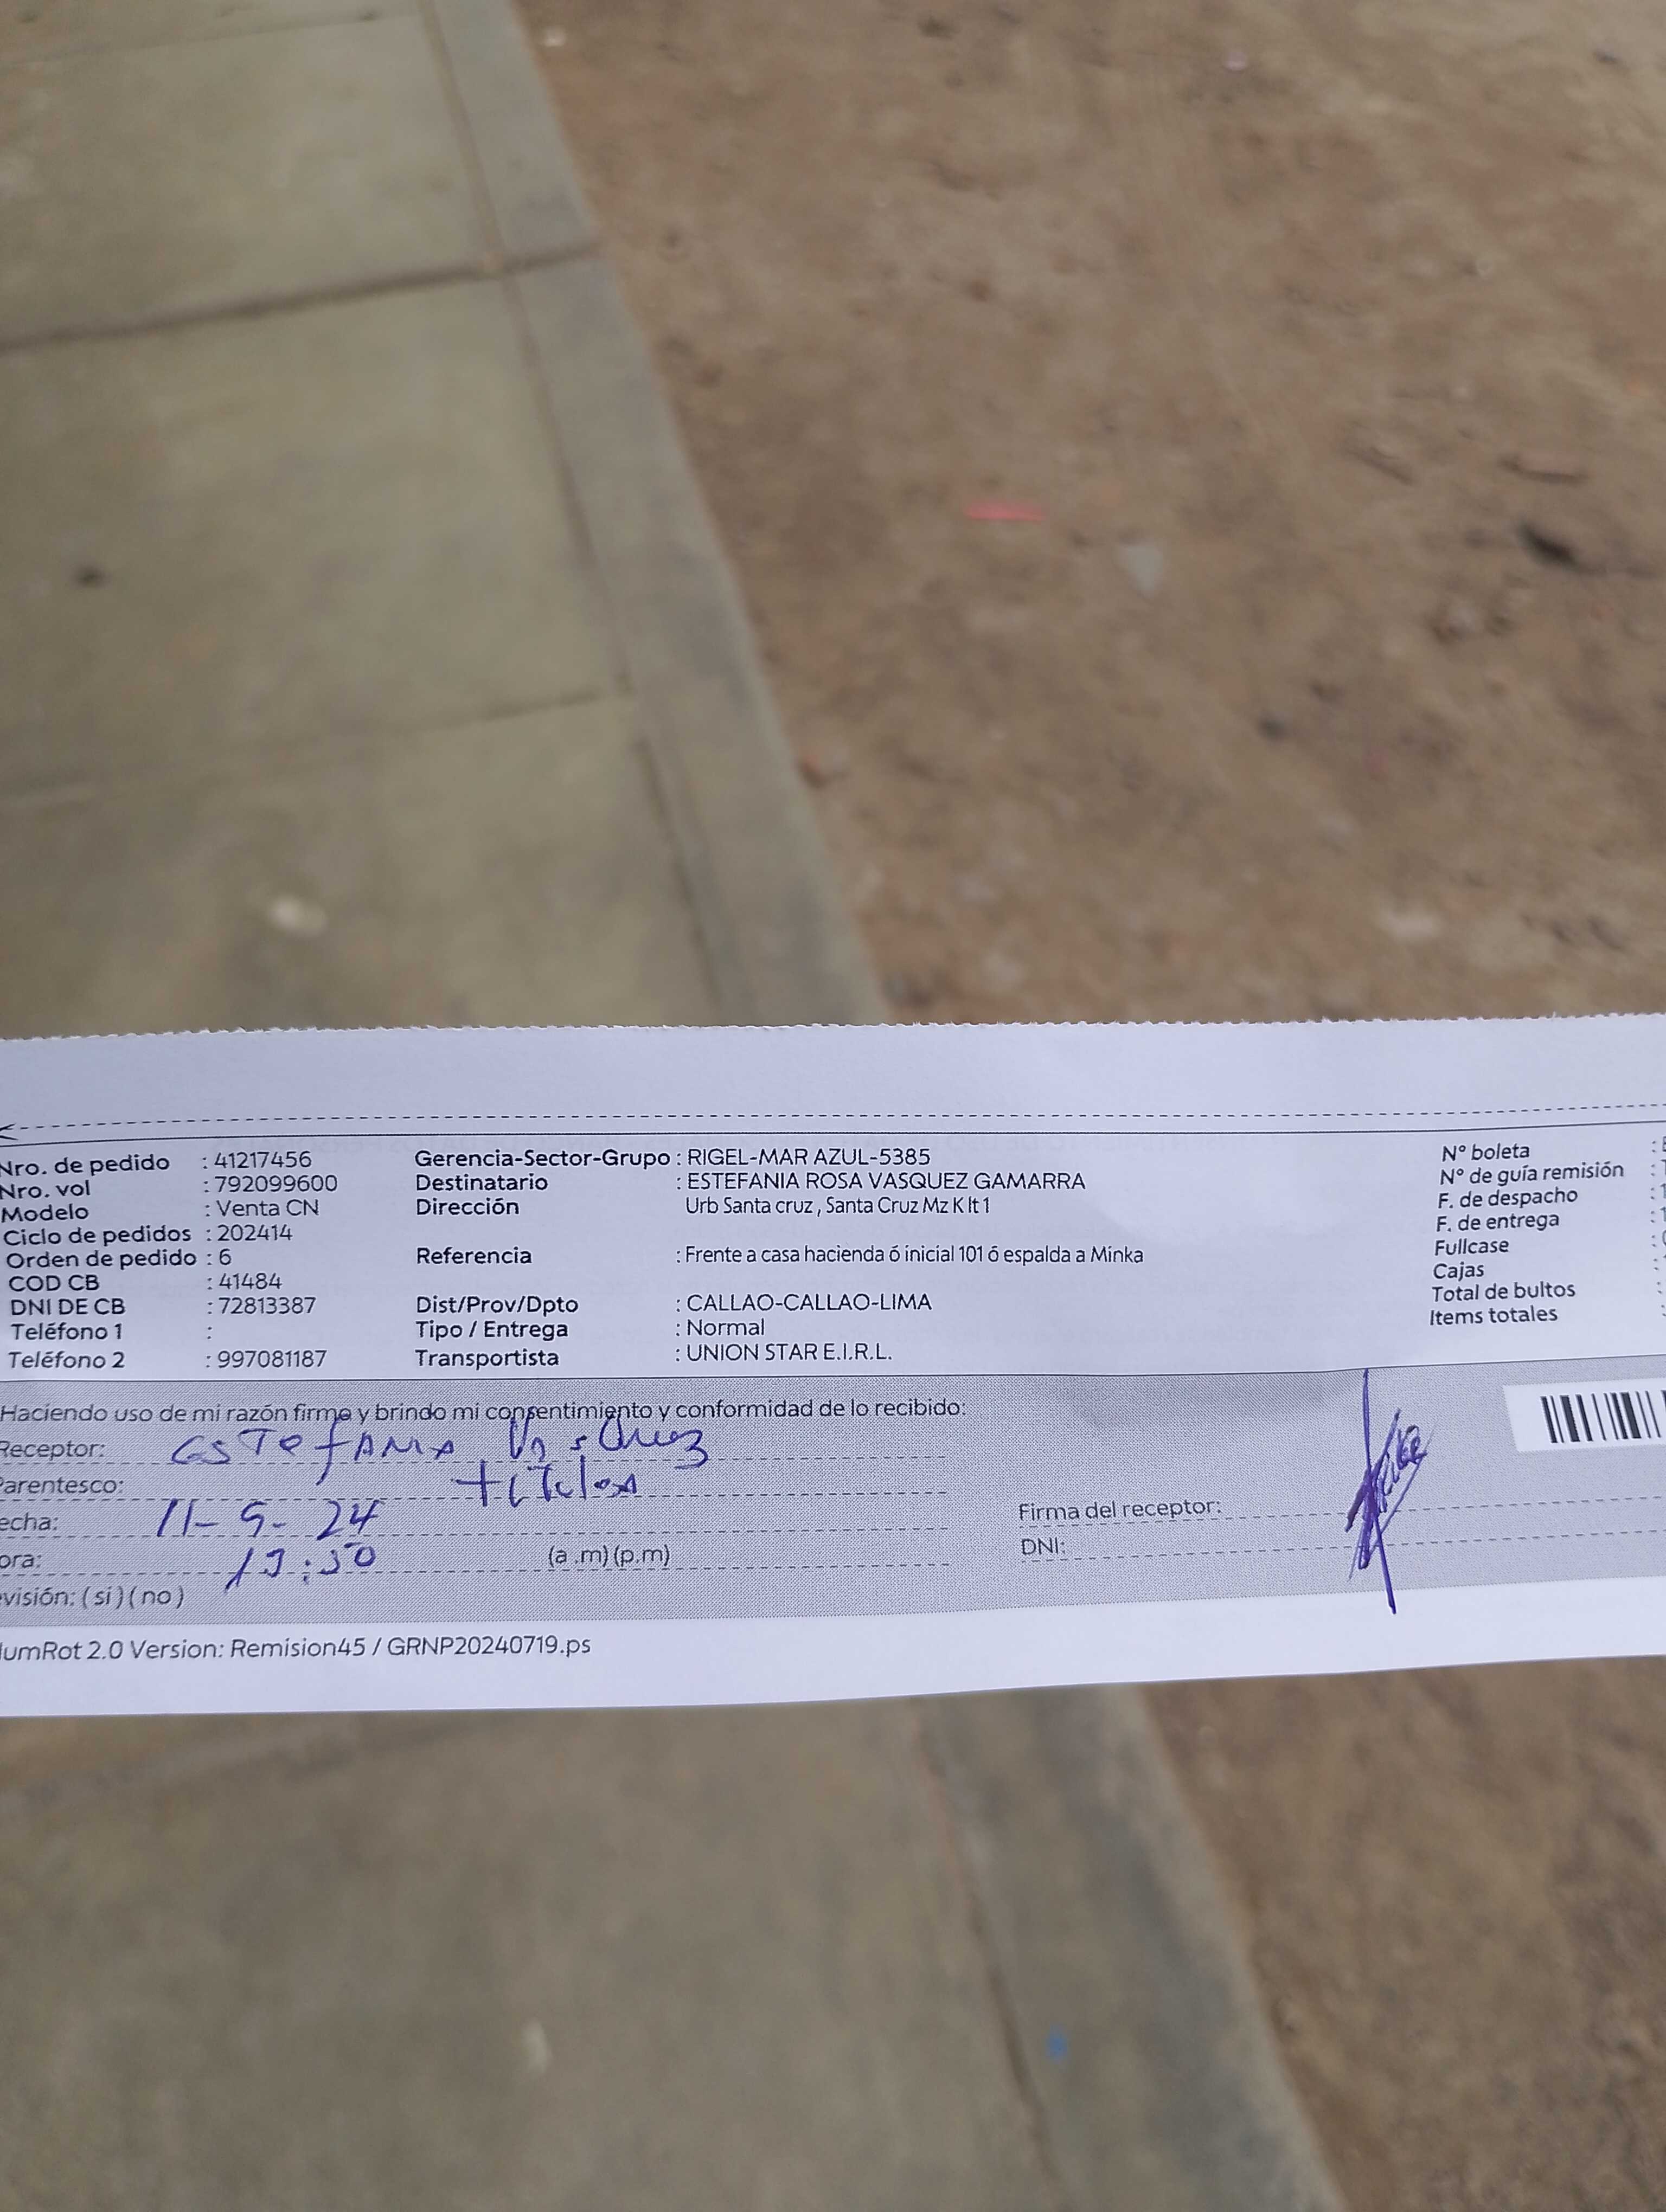 Nro. de pedido : 41217456 Gerencia-Sector-Grupo : RIGEL-MAR AZUL-5385 N° boleta :
Nro. vol : 792099600 Destinatario : ESTEFANIA ROSA VASQUEZ GAMARRA N° de guía remisión :
Modelo : Venta CN Dirección Urb Santa cruz , Santa Cruz Mz K lt 1 F. de despacho : 1
Ciclo de pedidos : 202414 F. de entrega : 1
Orden de pedido : 6 Referencia : Frente a casa hacienda ó inicial 101 ó espalda a Minka Fullcase :
COD CB : 41484 Cajas :
DNI DE CB : 72813387 Dist/Prov/Dpto : CALLAO-CALLAO-LIMA Total de bultos :
Teléfono 1 : Tipo / Entrega : Normal Items totales :
Teléfono 2 : 997081187 Transportista : UNION STAR E.I.R.L.
Haciendo uso de mi razón firmo y brindo mi consentimiento y conformidad de lo recibido:
Receptor: ESTefANIA
Parentesco:
echa: 11-9-24 Firma del receptor:
ora: (a .m) (p.m) DNI:
visión: ( si ) ( no )
umRot 2.0 Version: Remision45 / GRNP20240719.ps